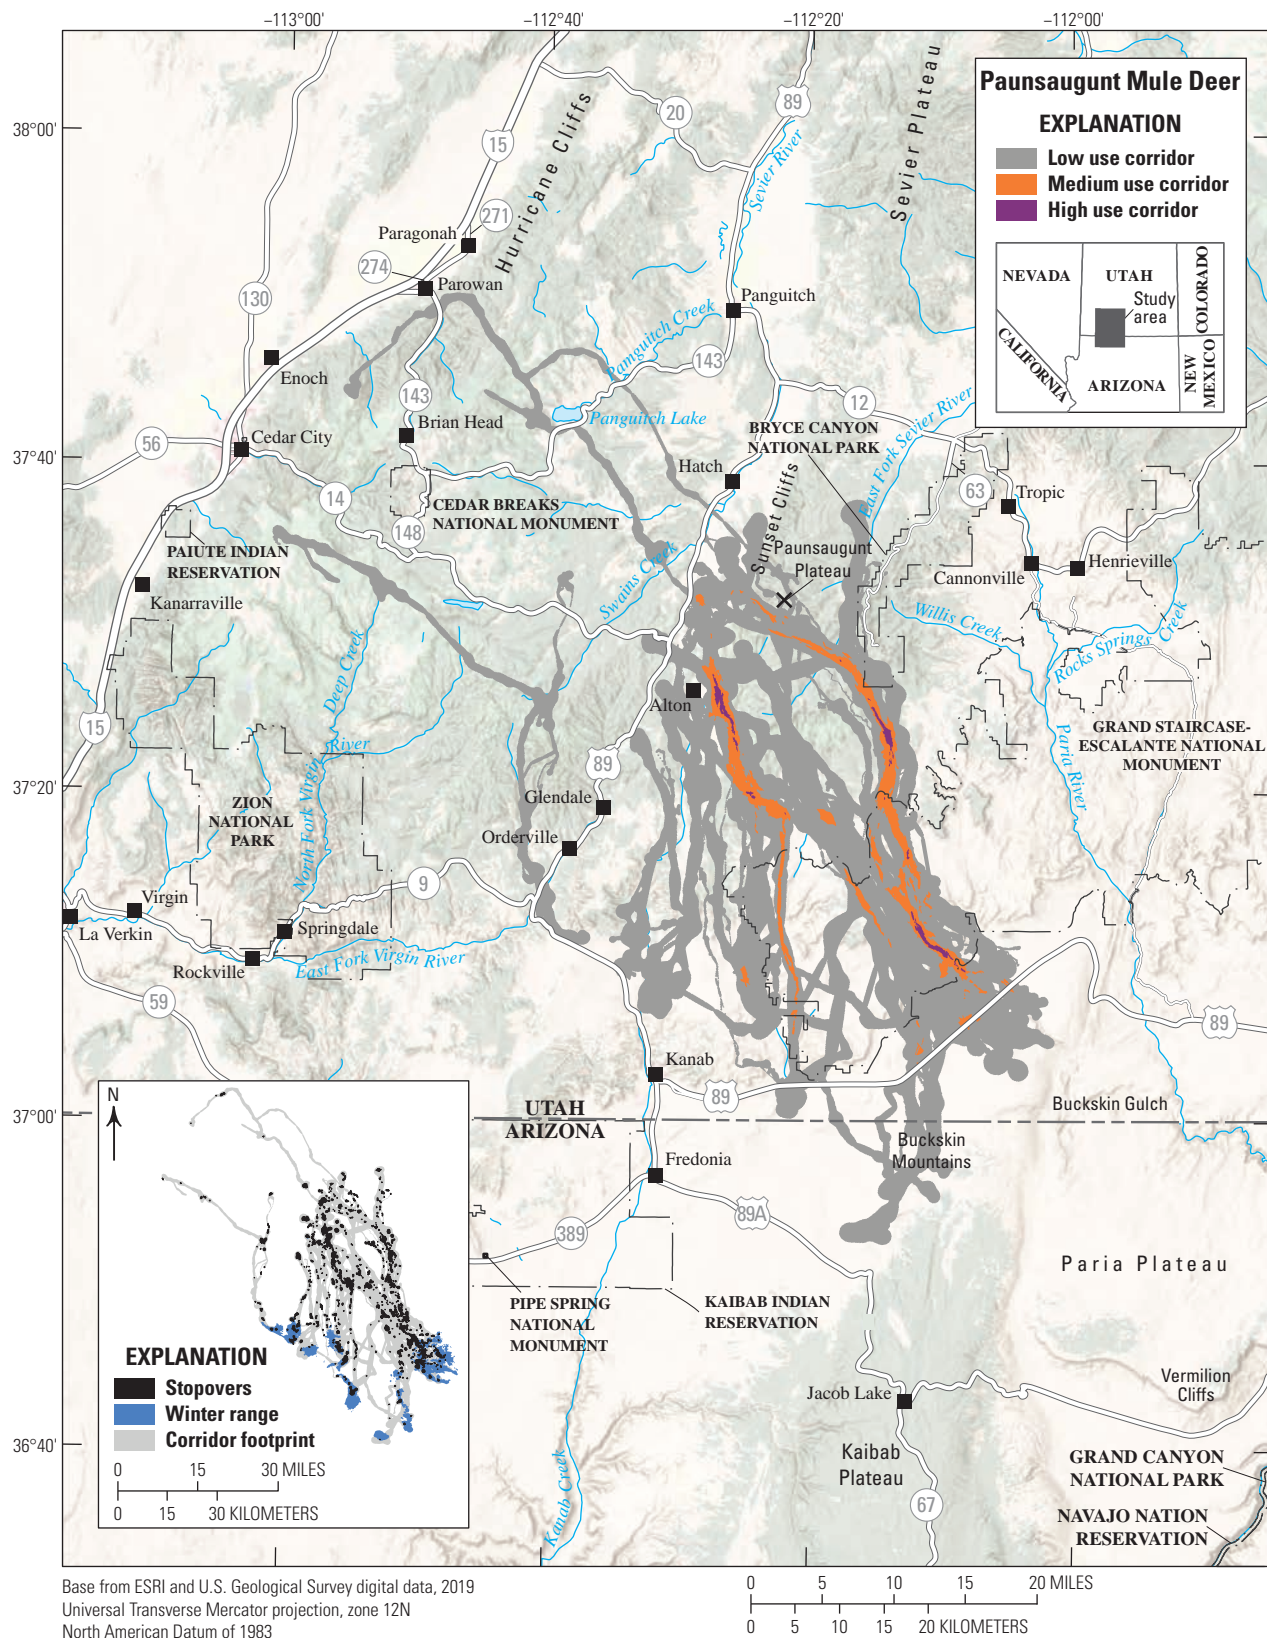 −113°00'
−112°40'
−112°20'
−112°00'
38°00'
37°40'
37°20'
37°00'
36°40'
Paunsaugunt Mule Deer
EXPLANATION
Low use corridor
Medium use corridor
High use corridor
NEVADA
UTAH
COLORADO
Study
area
CALIFORNIA
ARIZONA
NEW
MEXICO
Sevier Plateau
Hurricane Cliffs
Sevier River
20
89
15
271
Paragonah
274
Parowan
130
Panguitch
Panguitch Creek
143
Enoch
143
Panguitch Lake
12
Brian Head
56
Cedar City
BRYCE CANYON
NATIONAL PARK
East Fork Sevier River
Hatch
Sunset Cliffs
63
Tropic
14
CEDAR BREAKS
NATIONAL MONUMENT
148
PAIUTE INDIAN
RESERVATION
Paunsaugunt
Plateau
Swains Creek
Cannonville
Henrieville
Kanarraville
Willis Creek
Rocks Springs Creek
Deep Creek
Alton
15
GRAND STAIRCASE-
ESCALANTE NATIONAL
MONUMENT
Paria River
89
North Fork Virgin River
ZION
NATIONAL
PARK
Glendale
Orderville
9
Virgin
La Verkin
Springdale
Rockville
East Fork Virgin River
59
89
Kanab
89
UTAH
ARIZONA
Buckskin Gulch
Buckskin
Mountains
Fredonia
89A
389
Paria Plateau
PIPE SPRING
NATIONAL
MONUMENT
KAIBAB INDIAN
RESERVATION
Vermilion
Cliffs
Jacob Lake
Kaibab
Plateau
Kanab Creek
67
GRAND CANYON
NATIONAL PARK
NAVAJO NATION
RESERVATION
N
EXPLANATION
Stopovers
Winter range
Corridor footprint
0 15 30 MILES
0 15 30 KILOMETERS
Base from ESRI and U.S. Geological Survey digital data, 2019
Universal Transverse Mercator projection, zone 12N
North American Datum of 1983
0 5 10 15 20 MILES
0 5 10 15 20 KILOMETERS